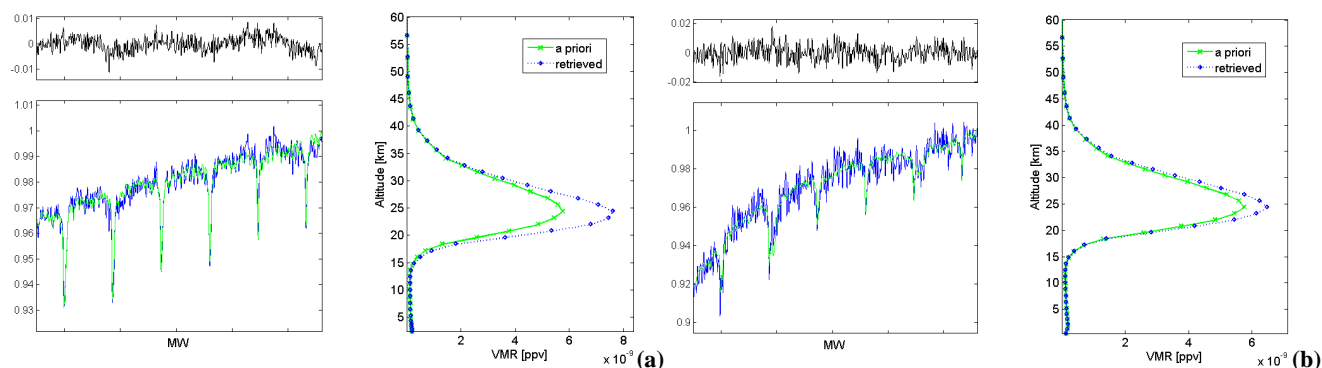 0.01
0
-0.01
1.01
1
0.99
0.98
0.97
0.96
0.95
0.94
0.93
MW
60
55
50
45
40
35
30
25
20
15
10
5
Altitude [km]
a priori
retrieved
2 4 6 8
VMR [ppv]
x 10⁻⁹
(a)
0.02
0
-0.02
1
0.98
0.96
0.94
0.92
0.9
MW
60
55
50
45
40
35
30
25
20
15
10
5
Altitude [km]
a priori
retrieved
2 4 6
VMR [ppv]
x 10⁻⁹
(b)